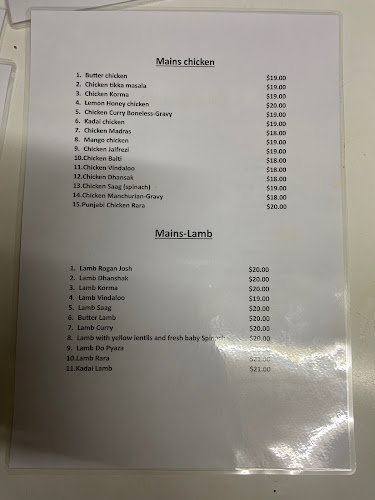 Mains chicken
1. Butter chicken $19.00
2. Chicken tikka masala $19.00
3. Chicken Korma $19.00
4. Lemon Honey chicken $20.00
5. Chicken Curry Boneless-Gravy $19.00
6. Kadai chicken $19.00
7. Chicken Madras $18.00
8. Mango chicken $19.00
9. Chicken Jalfrezi $19.00
10.Chicken Balti $18.00
11.Chicken Vindaloo $18.00
12.Chicken Dhansak $18.00
13.Chicken Saag (spinach) $19.00
14.Chicken Manchurian-Gravy $18.00
15.Punjabi Chicken Rara $20.00
Mains-Lamb
1. Lamb Rogan Josh $20.00
2. Lamb Dhanshak $20.00
3. Lamb Korma $20.00
4. Lamb Vindaloo $19.00
5. Lamb Saag $20.00
6. Butter Lamb $20.00
7. Lamb Curry $20.00
8. Lamb with yellow lentils and fresh baby Spinach $20.00
9. Lamb Do Pyaza
10.Lamb Rara $21.00
11.Kadai Lamb $21.00